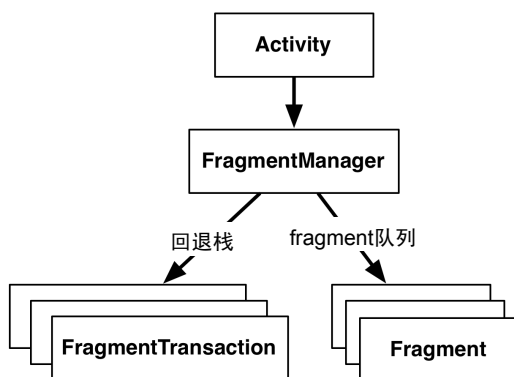 Activity
FragmentManager
回退栈
fragment队列
FragmentTransaction
Fragment